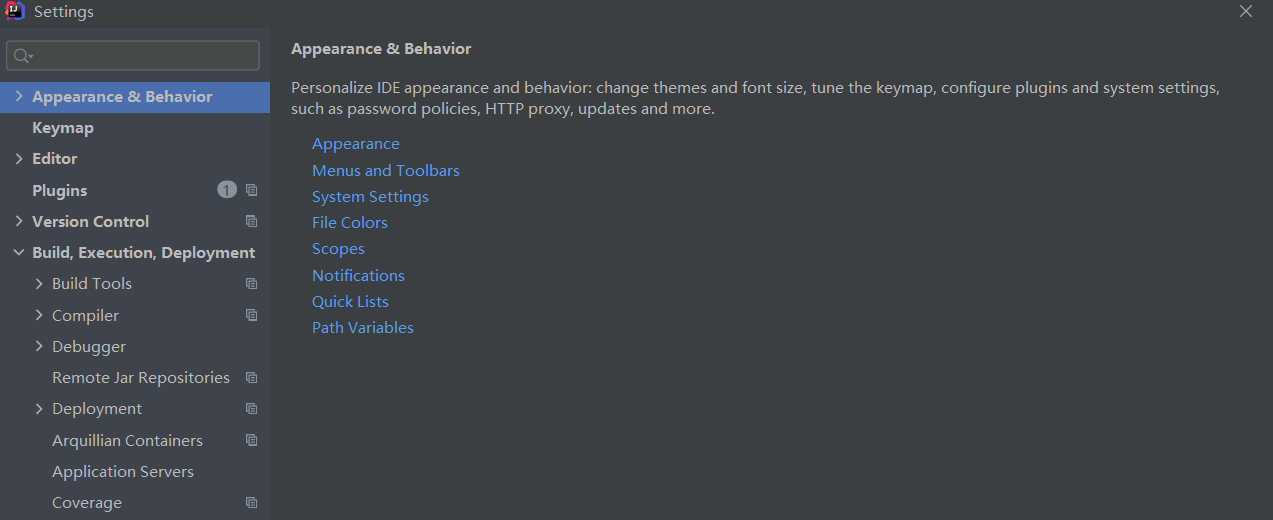 Settings
Appearance & Behavior
Keymap
Editor
Plugins 1
Version Control
Build, Execution, Deployment
Build Tools
Compiler
Debugger
Remote Jar Repositories
Deployment
Arquillian Containers
Application Servers
Coverage
Appearance & Behavior
Personalize IDE appearance and behavior: change themes and font size, tune the keymap, configure plugins and system settings,
such as password policies, HTTP proxy, updates and more.
Appearance
Menus and Toolbars
System Settings
File Colors
Scopes
Notifications
Quick Lists
Path Variables